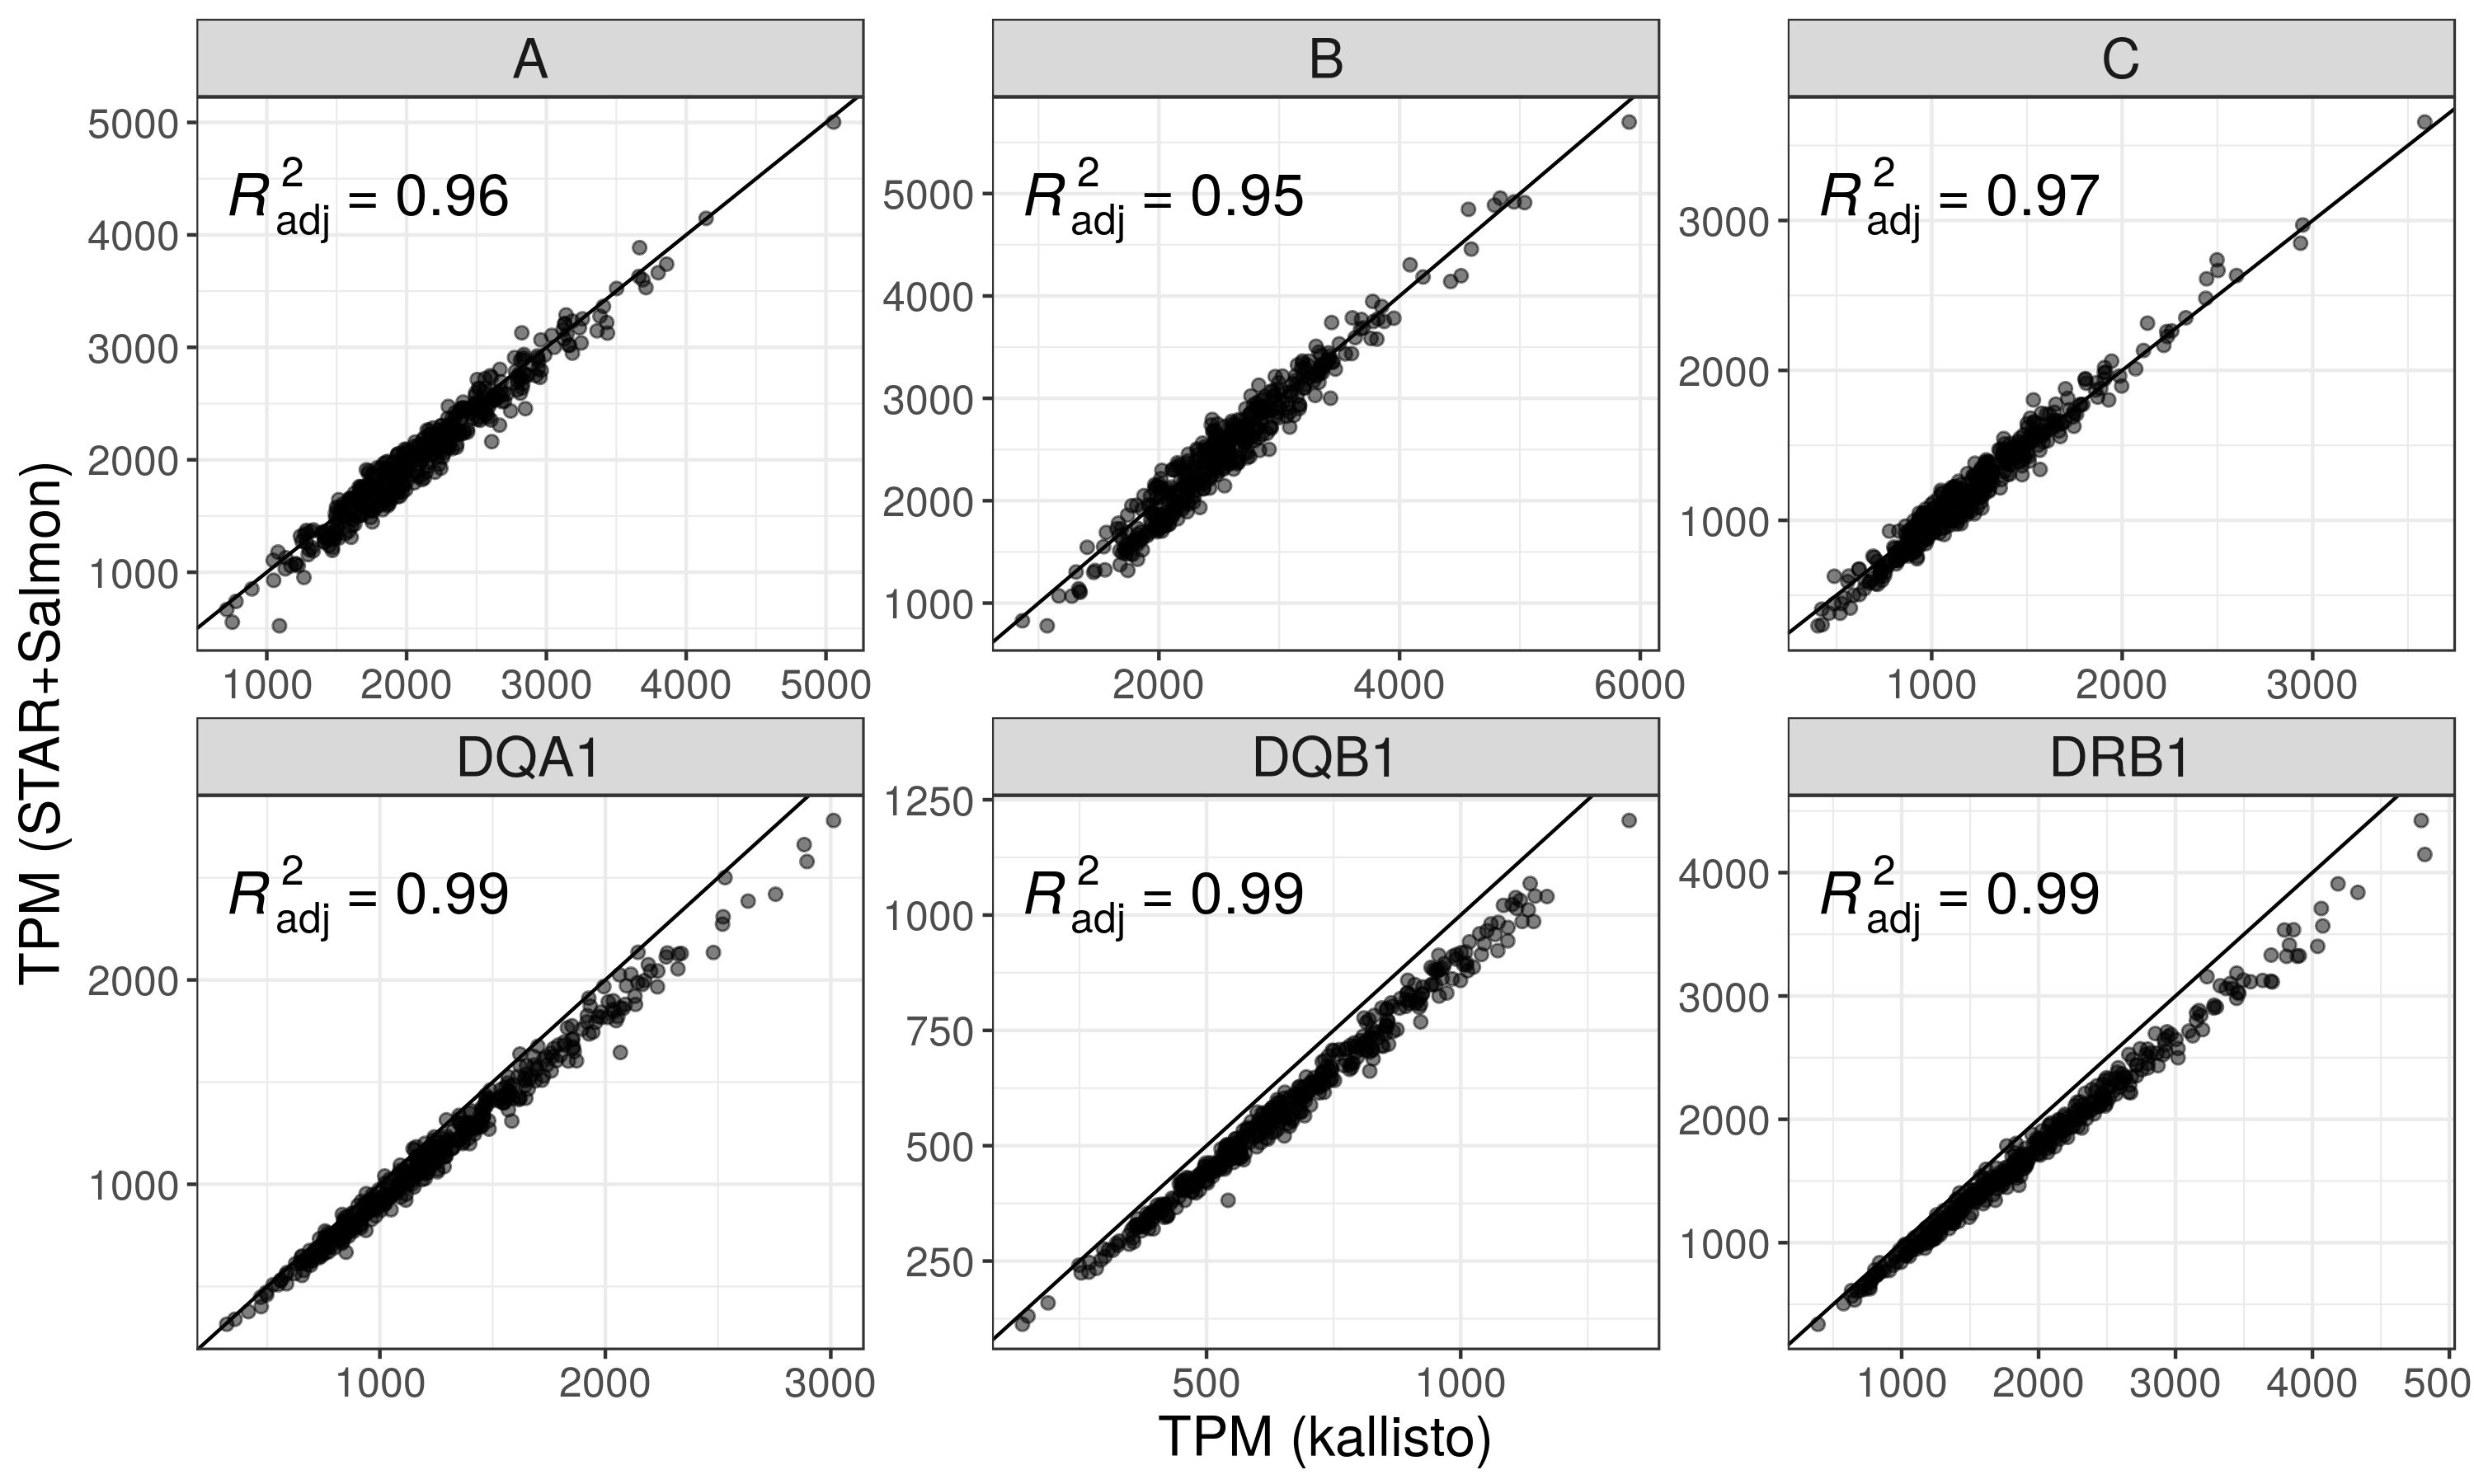 A
B
C
R²adj = 0.96
R²adj = 0.95
R²adj = 0.97
5000
4000
3000
2000
1000
5000
4000
3000
2000
1000
3000
2000
1000
1000 2000 3000 4000 5000
2000 4000 6000
1000 2000 3000
DQA1
DQB1
DRB1
R²adj = 0.99
R²adj = 0.99
R²adj = 0.99
2000
1000
1250
1000
750
500
250
4000
3000
2000
1000
1000 2000 3000
500 1000
1000 2000 3000 4000 500
TPM (STAR+Salmon)
TPM (kallisto)